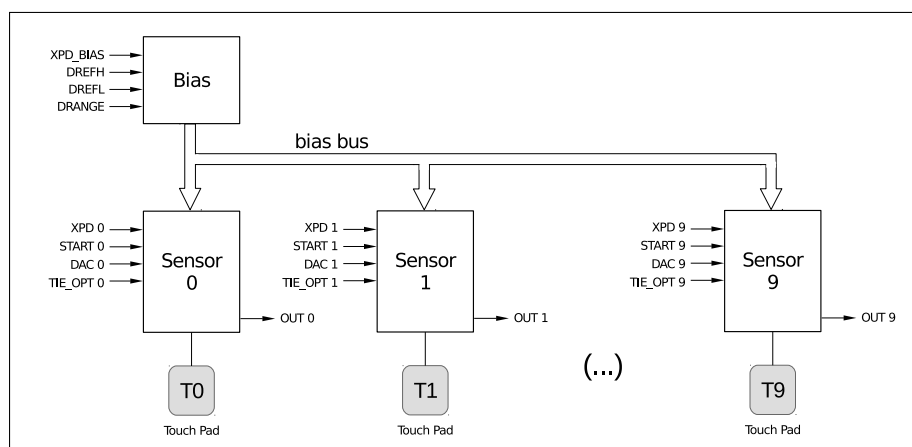 XPD_BIAS
DREFH
DREFL
DRANGE
Bias
bias bus
XPD 0
START 0
DAC 0
TIE_OPT 0
Sensor
0
OUT 0
T0
Touch Pad
XPD 1
START 1
DAC 1
TIE_OPT 1
Sensor
1
OUT 1
T1
Touch Pad
(...)
XPD 9
START 9
DAC 9
TIE_OPT 9
Sensor
9
OUT 9
T9
Touch Pad